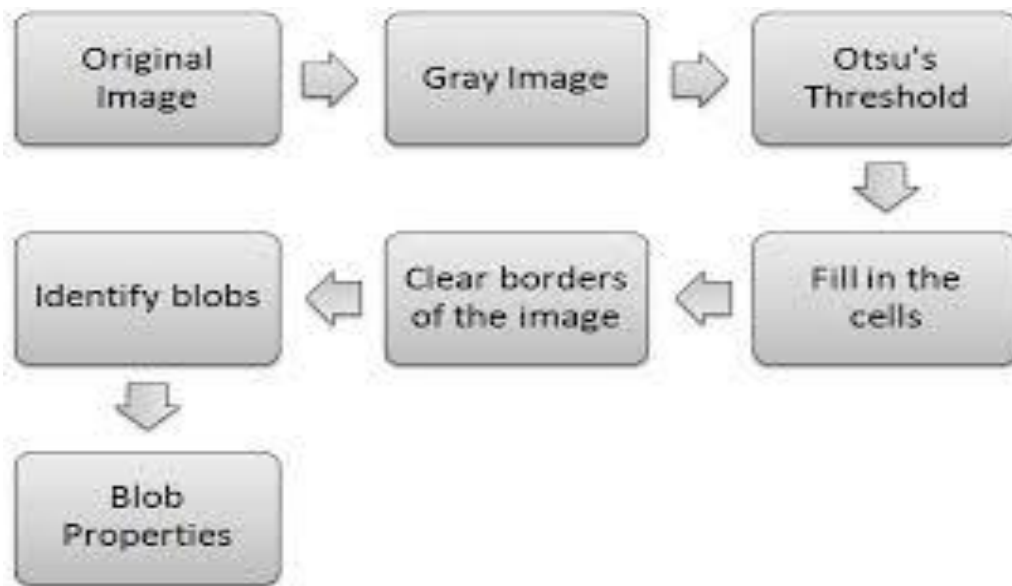 Original
Image
Gray Image
Otsu's
Threshold
Fill in the
cells
Clear borders
of the image
Identify blobs
Blob
Properties